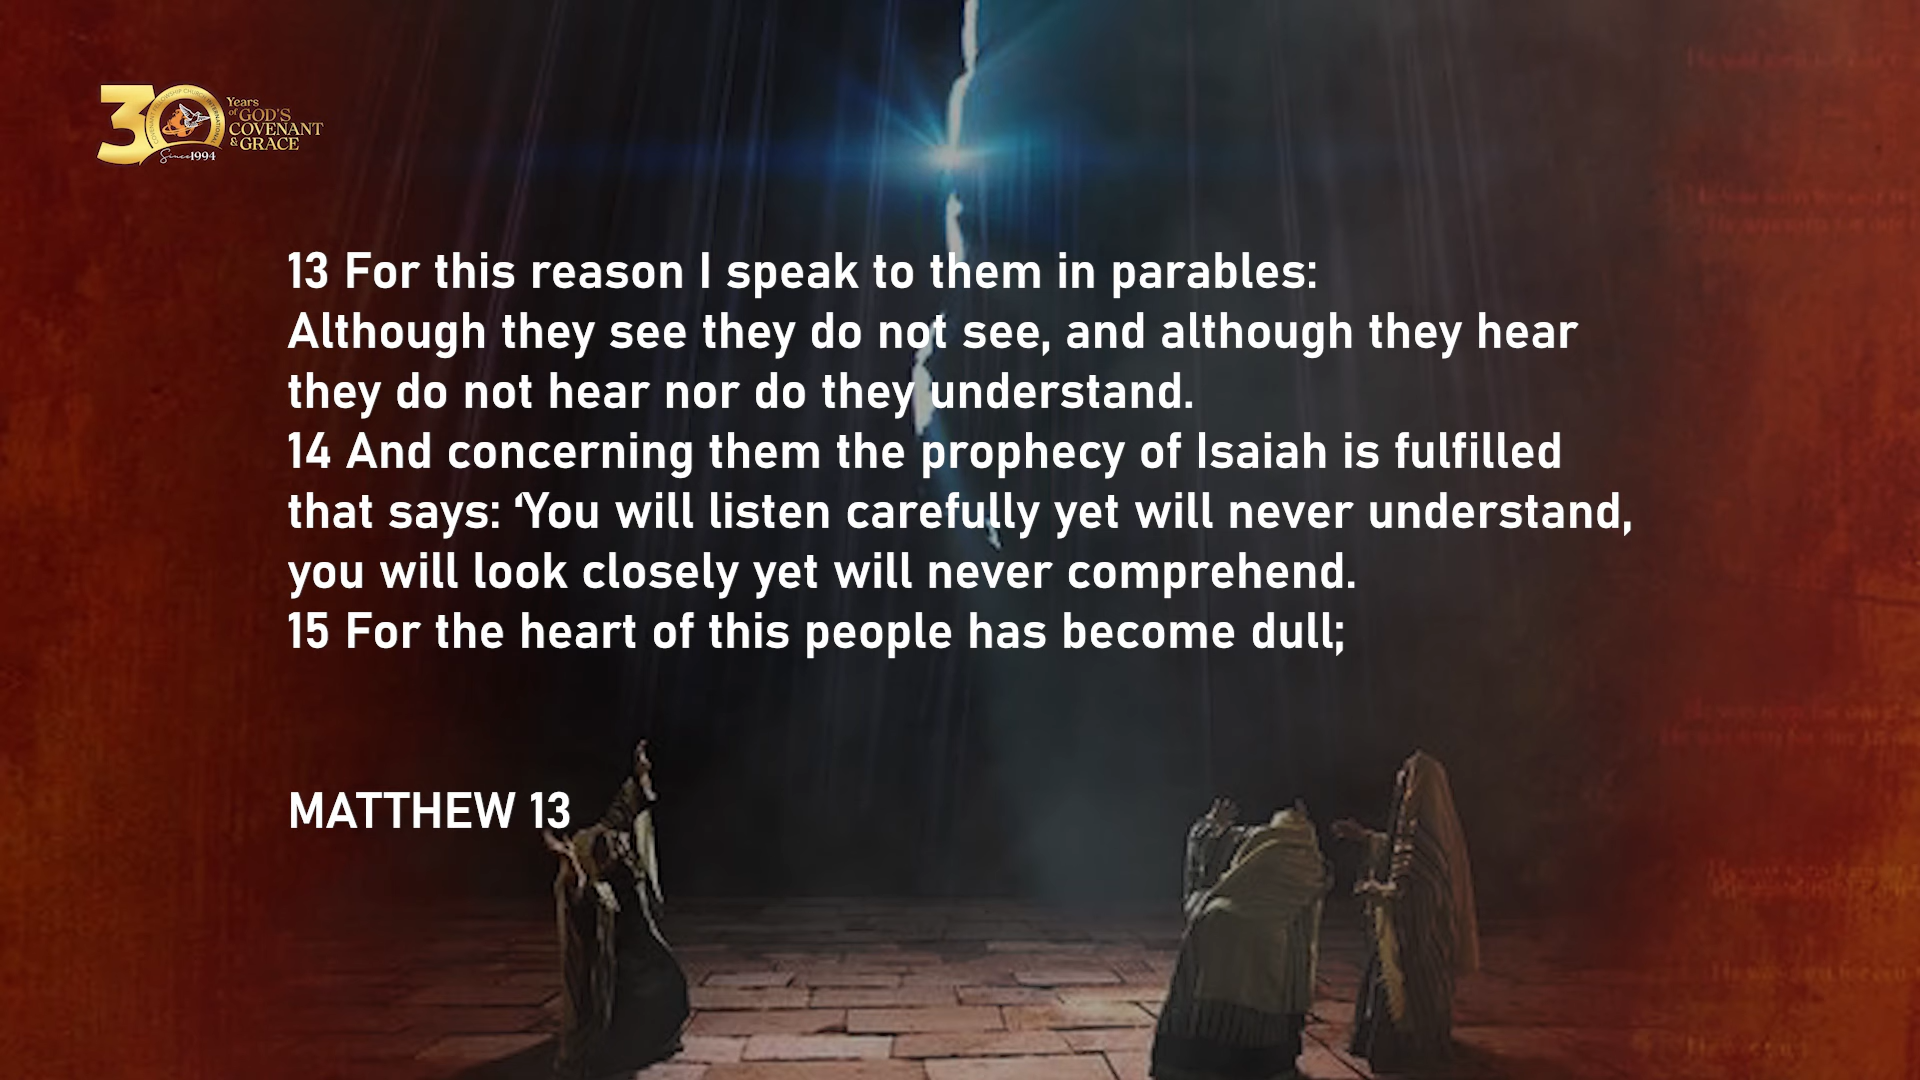 30 Years
of GOD'S
COVENANT
& GRACE
Since 1994
13 For this reason I speak to them in parables:
Although they see they do not see, and although they hear
they do not hear nor do they understand.
14 And concerning them the prophecy of Isaiah is fulfilled
that says: ‘You will listen carefully yet will never understand,
you will look closely yet will never comprehend.
15 For the heart of this people has become dull;
MATTHEW 13